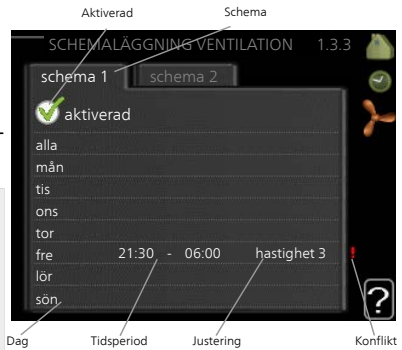 Aktiverad Schema
SCHEMALÄGGNING VENTILATION 1.3.3
schema 1 schema 2
aktiverad
alla
mån
tis
ons
tor
fre 21:30 - 06:00 hastighet 3 !
lör
sön
?
Dag Tidsperiod Justering Konflikt